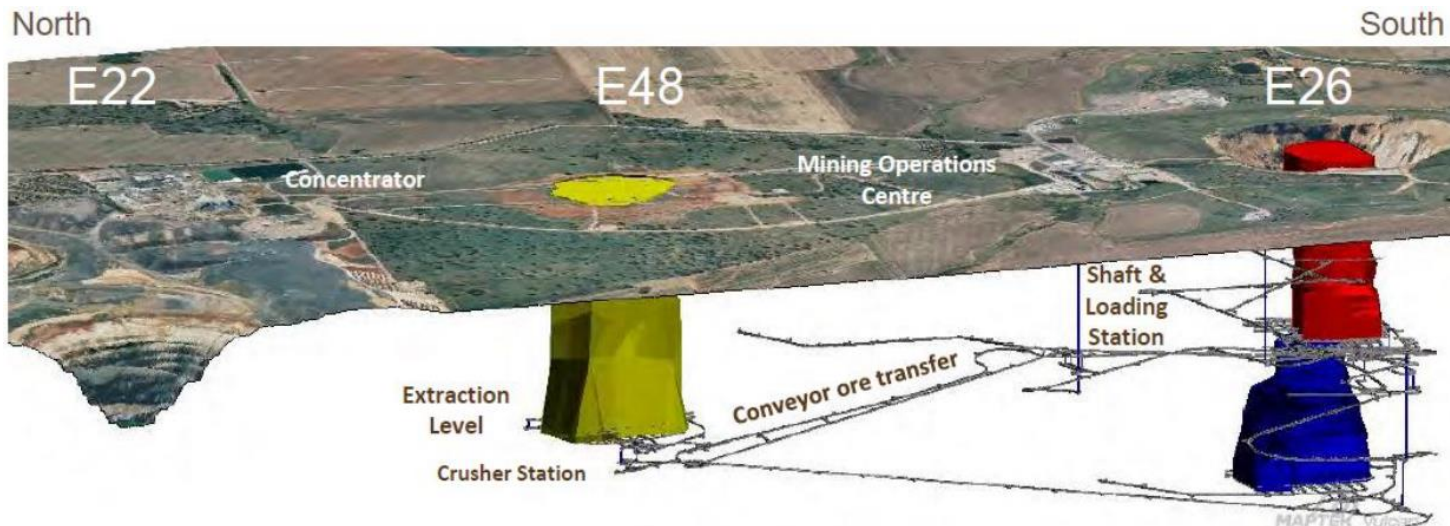 North
South
E22
E48
E26
Concentrator
Mining Operations
Centre
Shaft &
Loading
Station
Conveyor ore transfer
Extraction
Level
Crusher Station
MAPTEK Vulcan